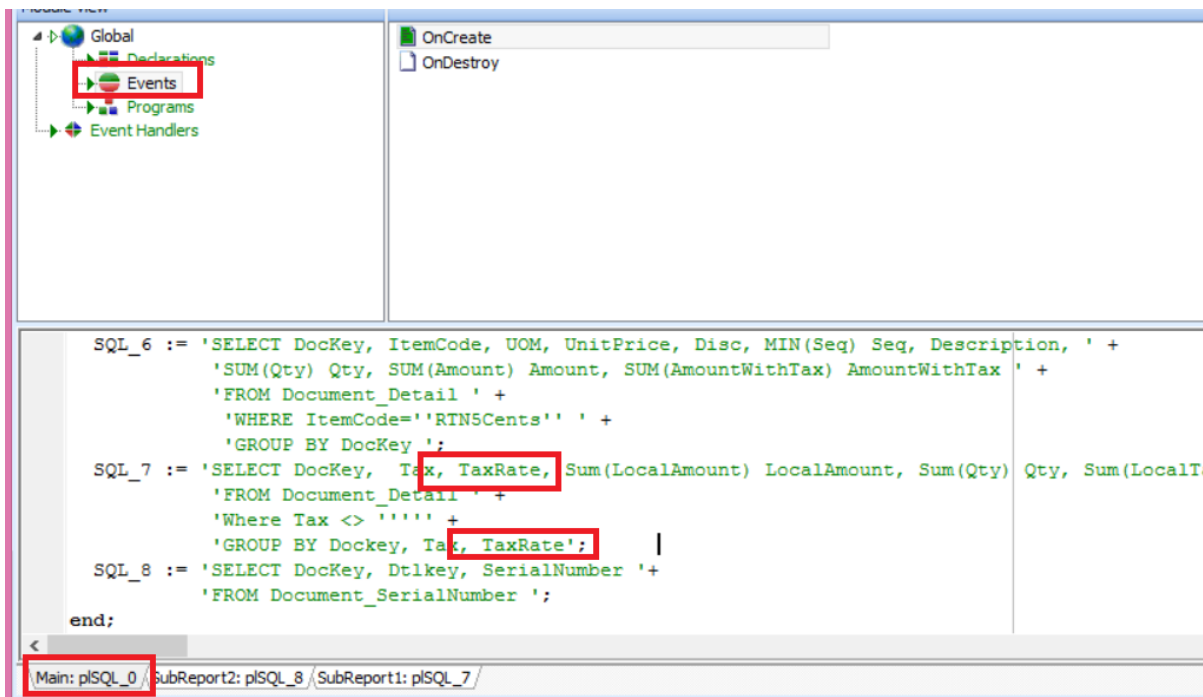 Module View
Global
Declarations
Events
Programs
Event Handlers
OnCreate
OnDestroy
SQL_6 := 'SELECT DocKey, ItemCode, UOM, UnitPrice, Disc, MIN(Seq) Seq, Description, ' +
'SUM(Qty) Qty, SUM(Amount) Amount, SUM(AmountWithTax) AmountWithTax ' +
'FROM Document_Detail ' +
'WHERE ItemCode=''RTN5Cents'' ' +
'GROUP BY DocKey ';
SQL_7 := 'SELECT DocKey,  Tax, TaxRate, Sum(LocalAmount) LocalAmount, Sum(Qty) Qty, Sum(LocalT
'FROM Document_Detail ' +
'Where Tax <> ''''' +
'GROUP BY Dockey, Tax, TaxRate';
SQL_8 := 'SELECT DocKey, Dtlkey, SerialNumber '+
'FROM Document_SerialNumber ';
end;
Main: plSQL_0 SubReport2: plSQL_8 SubReport1: plSQL_7